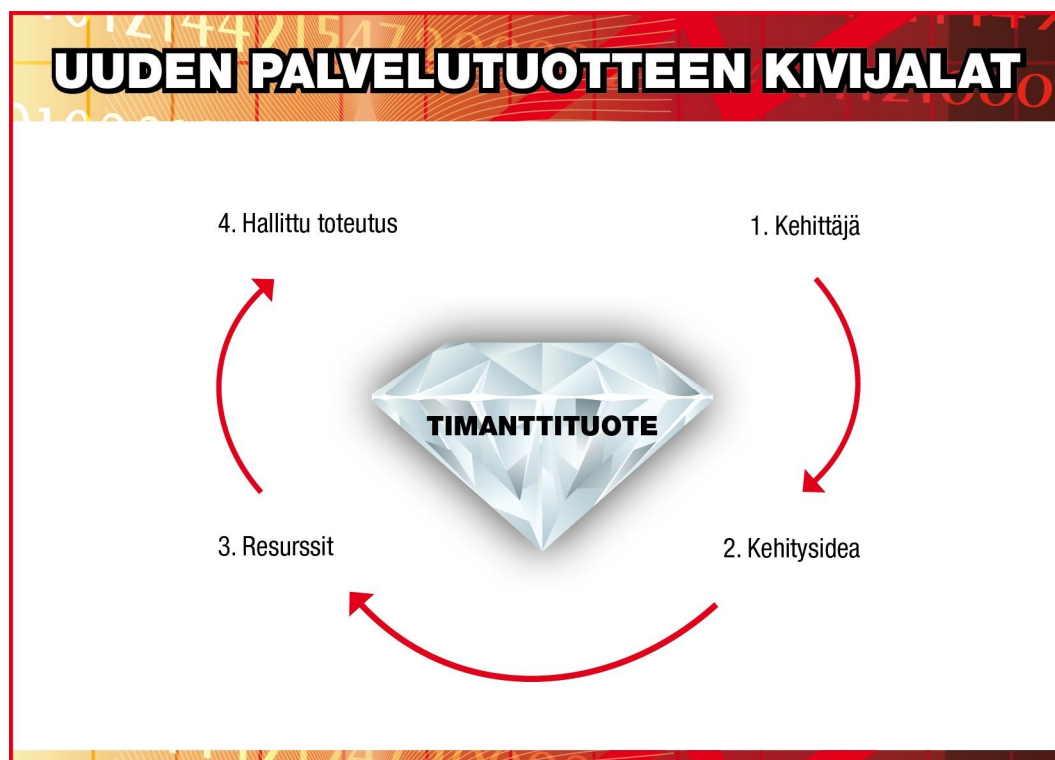 UUDEN PALVELUTUOTTEEN KIVIJALAT
4. Hallittu toteutus
1. Kehittäjä
TIMANTTITUOTE
3. Resurssit
2. Kehitysidea